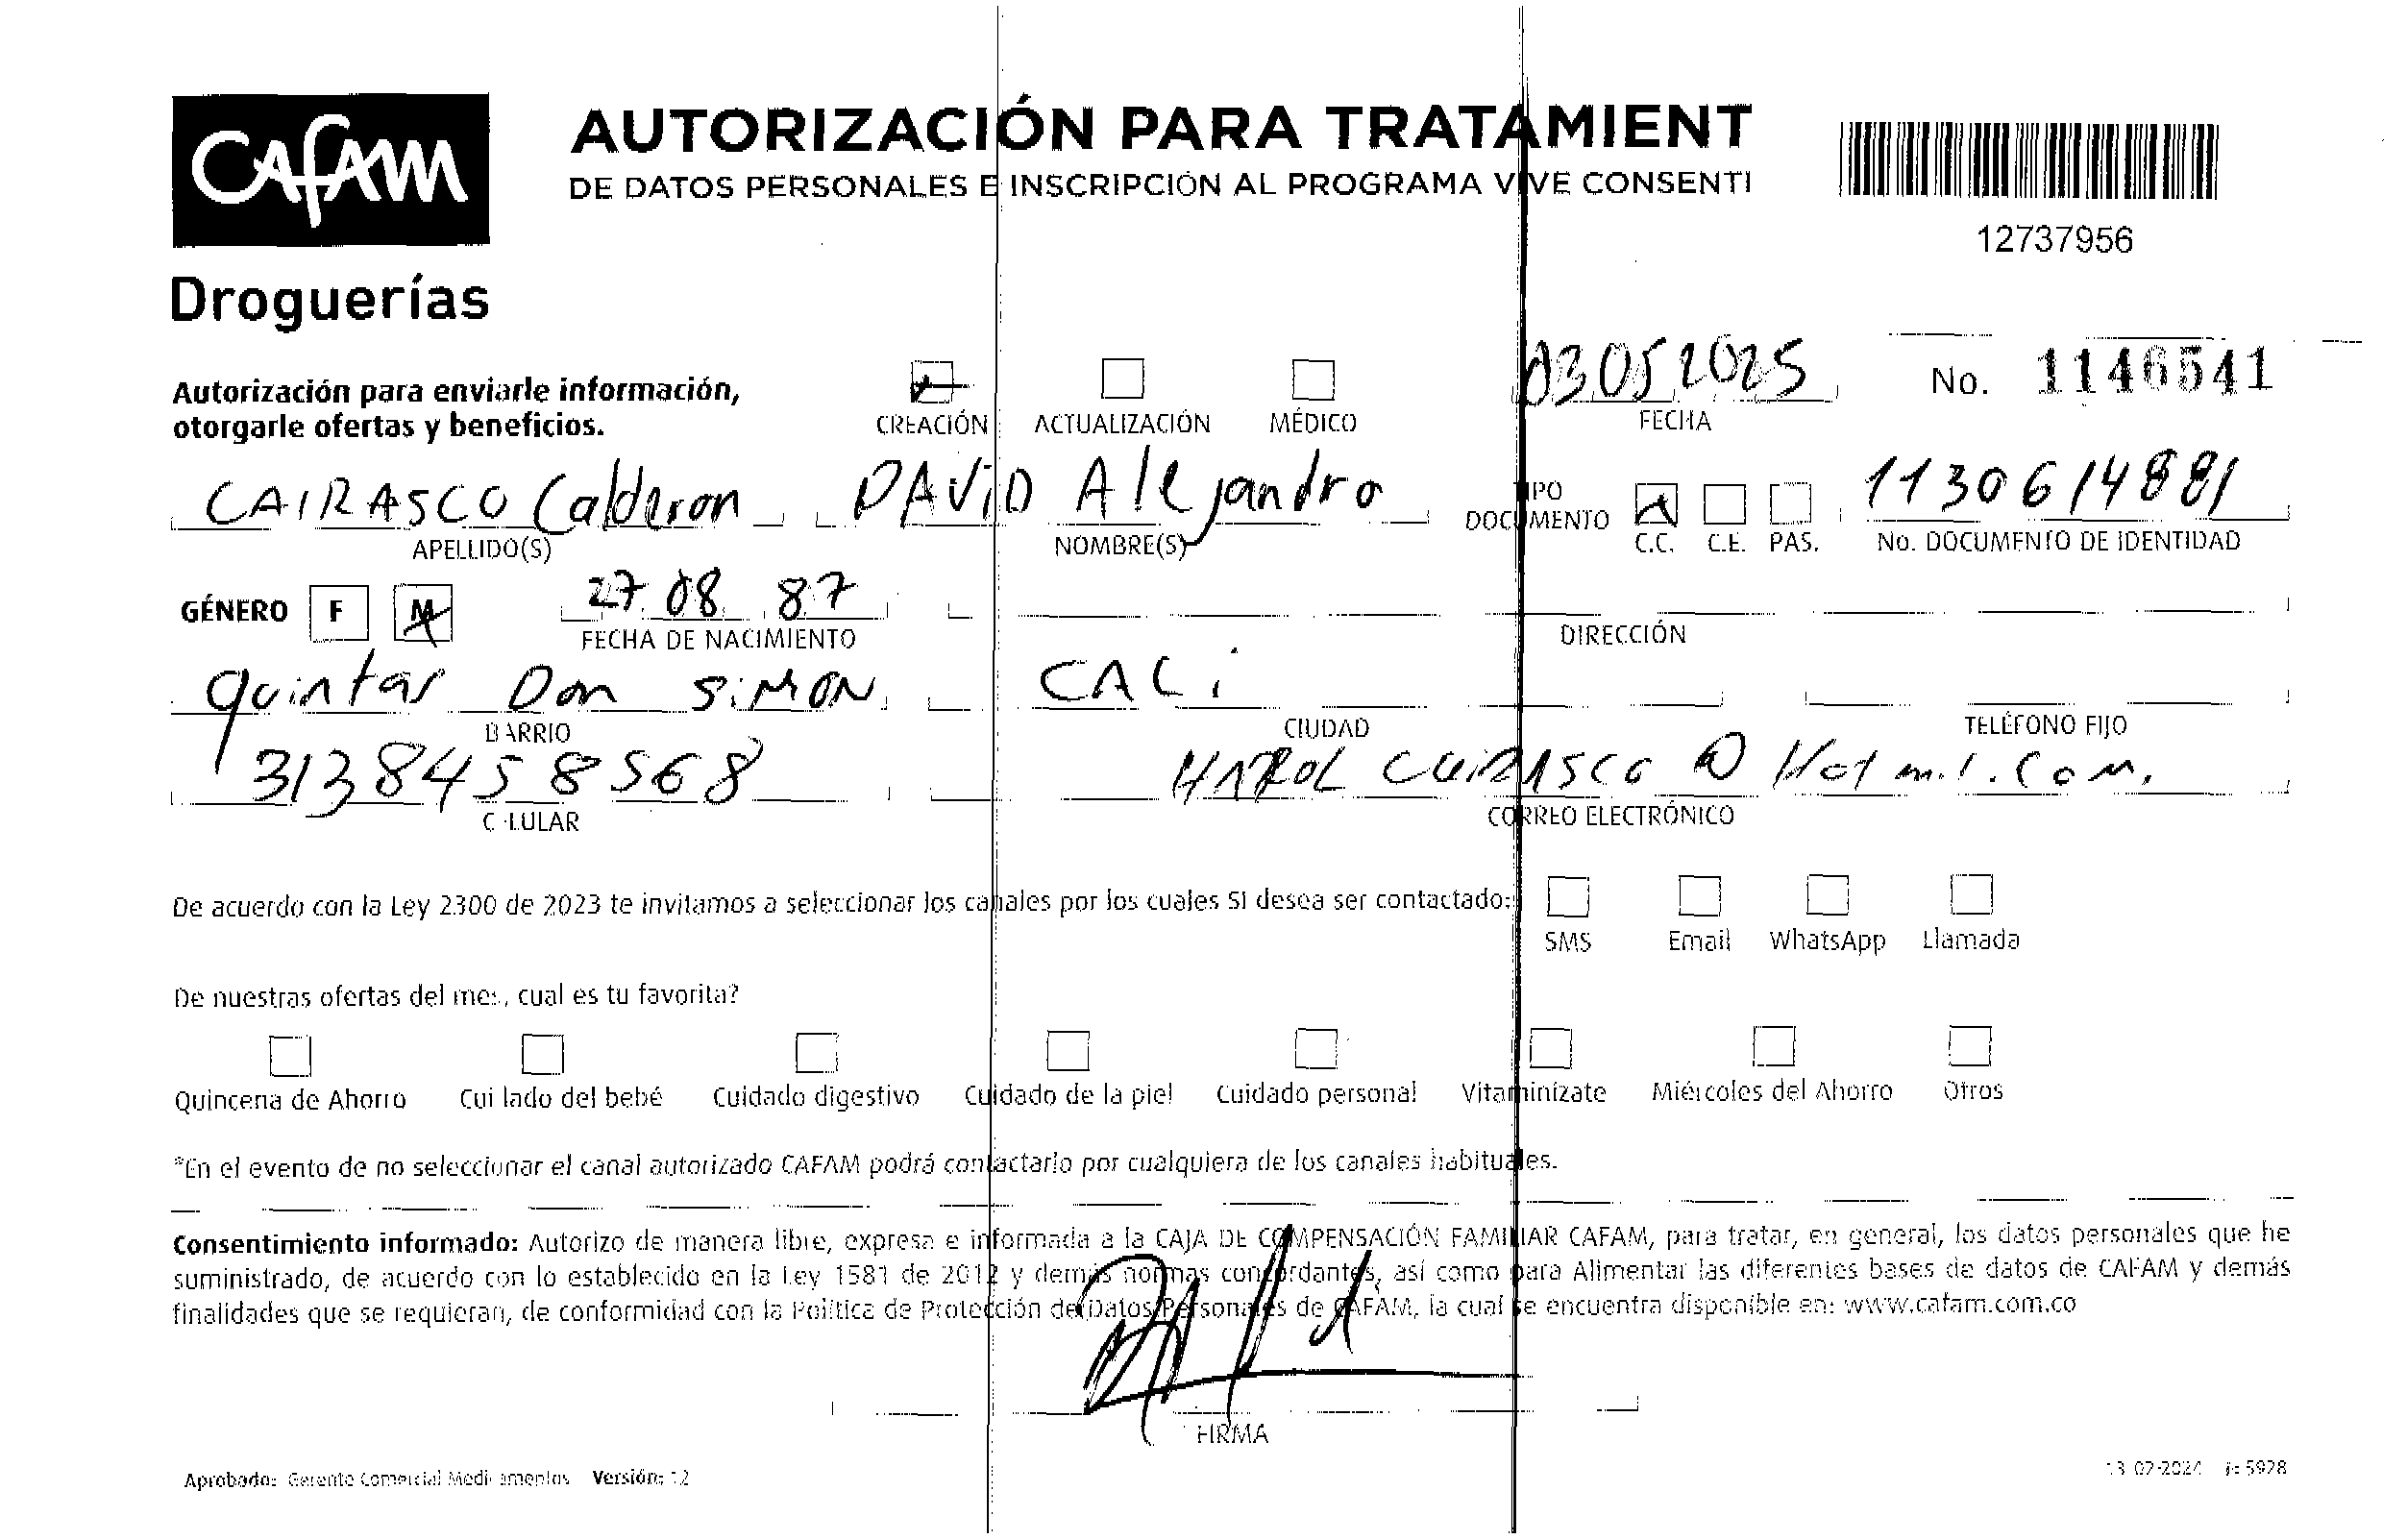 CAFAM
Droguerías
AUTORIZACIÓN PARA TRATAMIENT
DE DATOS PERSONALES E INSCRIPCIÓN AL PROGRAMA VIVE CONSENTI
12737956
Autorización para enviarle información,
otorgarle ofertas y beneficios.
CREACIÓN ACTUALIZACIÓN MÉDICO
03052025
FECHA
No. 1146541
CAIRASCO Calderon DAViD Alejandro
APELLIDO(S) NOMBRE(S)
TIPO DOCUMENTO C.C. C.E. PAS.
1130614881
No. DOCUMENTO DE IDENTIDAD
GÉNERO F M
27 08 87
FECHA DE NACIMIENTO
DIRECCIÓN
quintas Don SiMON CALi
BARRIO CIUDAD TELÉFONO FIJO
3138458568
CELULAR
HAROL CaiRASCO @ Hotm.l.Com.
CORREO ELECTRÓNICO
De acuerdo con la Ley 2300 de 2023 te invitamos a seleccionar los canales por los cuales SI desea ser contactado:
SMS Email WhatsApp Llamada
De nuestras ofertas del mes, cual es tu favorita?
Quincena de Ahorro Cuidado del bebé Cuidado digestivo Cuidado de la piel Cuidado personal Vitaminízate Miércoles del Ahorro Otros
*En el evento de no seleccionar el canal autorizado CAFAM podrá contactarlo por cualquiera de los canales habituales.
Consentimiento informado: Autorizo de manera libre, expresa e informada a la CAJA DE COMPENSACIÓN FAMILIAR CAFAM, para tratar, en general, los datos personales que he
suministrado, de acuerdo con lo establecido en la Ley 1581 de 2012 y demás normas concordantes, así como para Alimentar las diferentes bases de datos de CAFAM y demás
finalidades que se requieran, de conformidad con la Política de Protección de Datos Personales de CAFAM, la cual se encuentra disponible en: www.cafam.com.co
FIRMA
Aprobado: Gerente Comercial Medicamentos Versión: 12
13-02-2024 5928